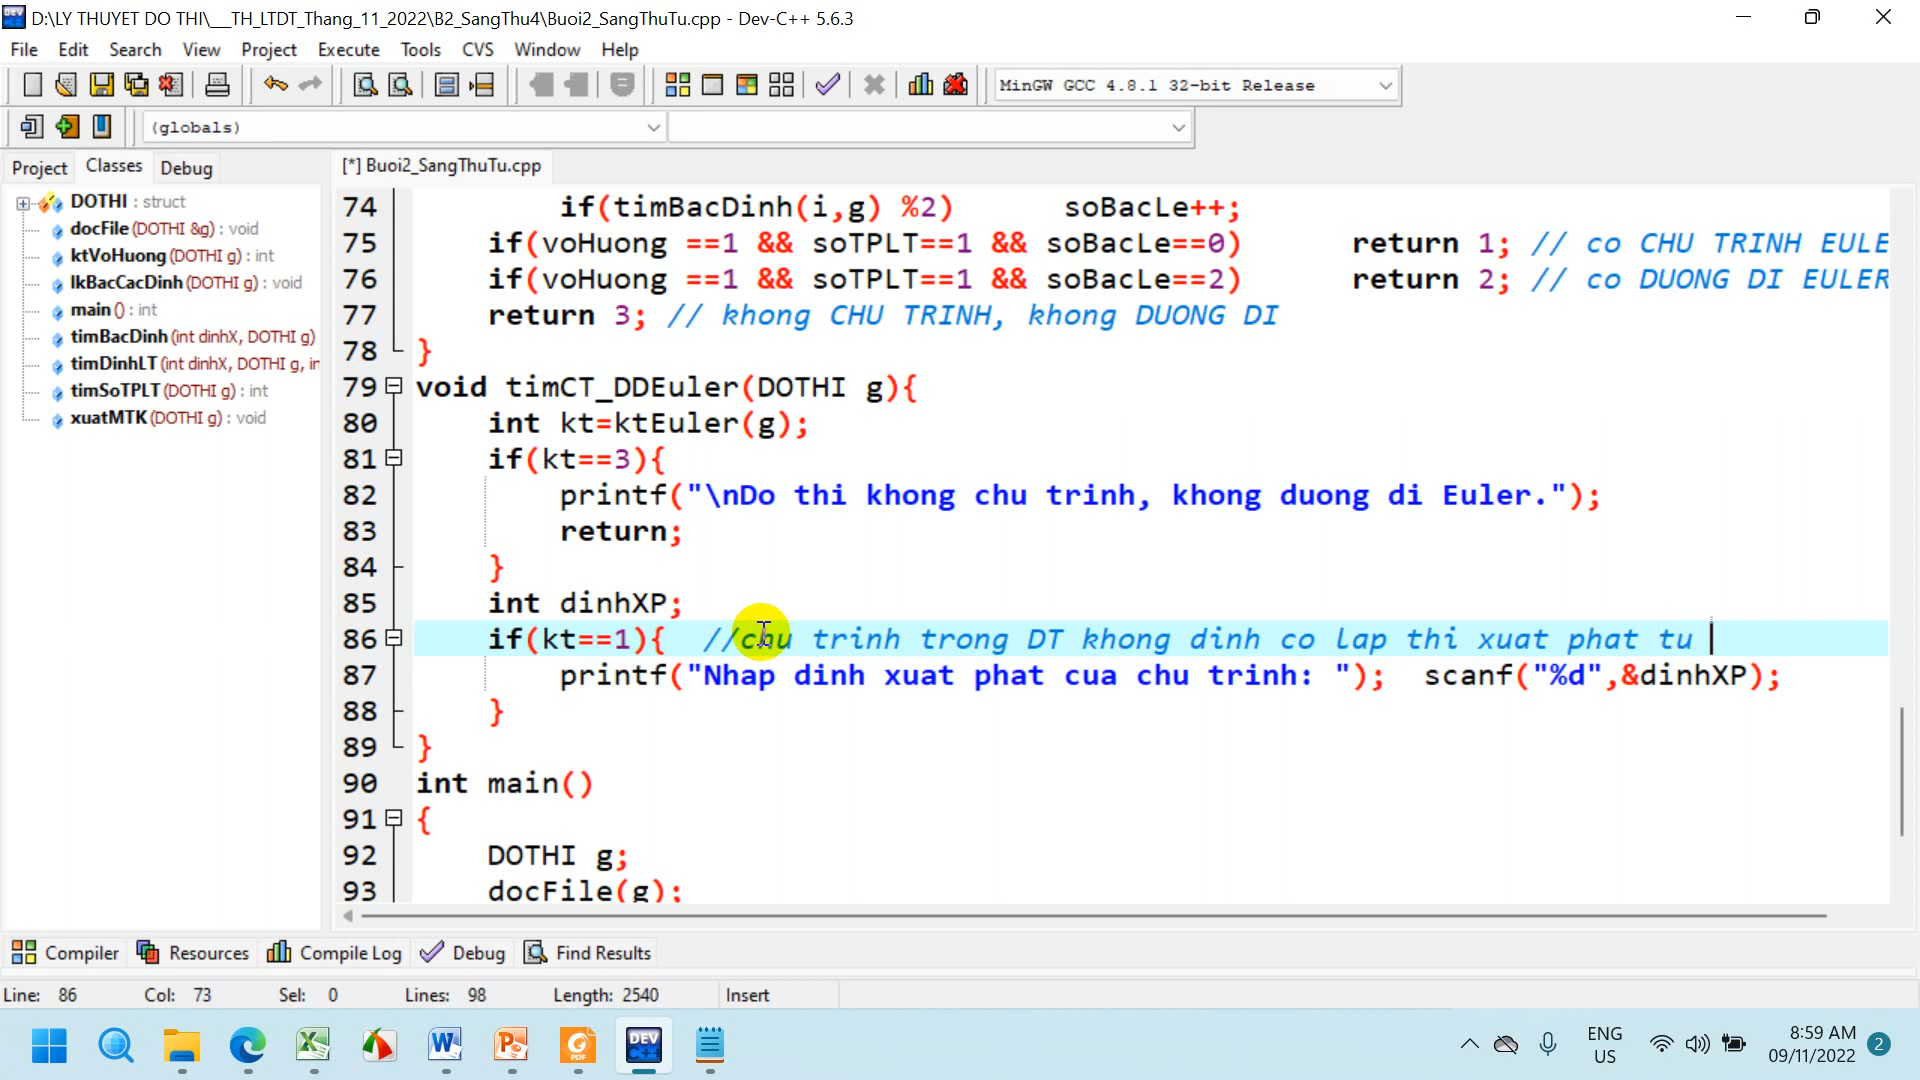 D:\LY THUYET DO THI\__TH_LTDT_Thang_11_2022\B2_SangThu4\Buoi2_SangThuTu.cpp - Dev-C++ 5.6.3
File Edit Search View Project Execute Tools CVS Window Help
MinGW GCC 4.8.1 32-bit Release
(globals)
Project Classes Debug
[*] Buoi2_SangThuTu.cpp
DOTHI : struct
docFile (DOTHI &g) : void
ktVoHuong (DOTHI g) : int
lkBacCacDinh (DOTHI g) : void
main () : int
timBacDinh (int dinhX, DOTHI g)
timDinhLT (int dinhX, DOTHI g, in
timSoTPLT (DOTHI g) : int
xuatMTK (DOTHI g) : void
74 if(timBacDinh(i,g) %2) soBacLe++;
75 if(voHuong ==1 && soTPLT==1 && soBacLe==0) return 1; // co CHU TRINH EULE
76 if(voHuong ==1 && soTPLT==1 && soBacLe==2) return 2; // co DUONG DI EULER
77 return 3; // khong CHU TRINH, khong DUONG DI
78 }
79 void timCT_DDEuler(DOTHI g){
80 int kt=ktEuler(g);
81 if(kt==3){
82 printf("\nDo thi khong chu trinh, khong duong di Euler.");
83 return;
84 }
85 int dinhXP;
86 if(kt==1){ //chu trinh trong DT khong dinh co lap thi xuat phat tu
87 printf("Nhap dinh xuat phat cua chu trinh: "); scanf("%d",&dinhXP);
88 }
89 }
90 int main()
91 {
92 DOTHI g;
93 docFile(g);
Compiler Resources Compile Log Debug Find Results
Line: 86 Col: 73 Sel: 0 Lines: 98 Length: 2540 Insert
DEV C++
ENG
US
8:59 AM
09/11/2022
2